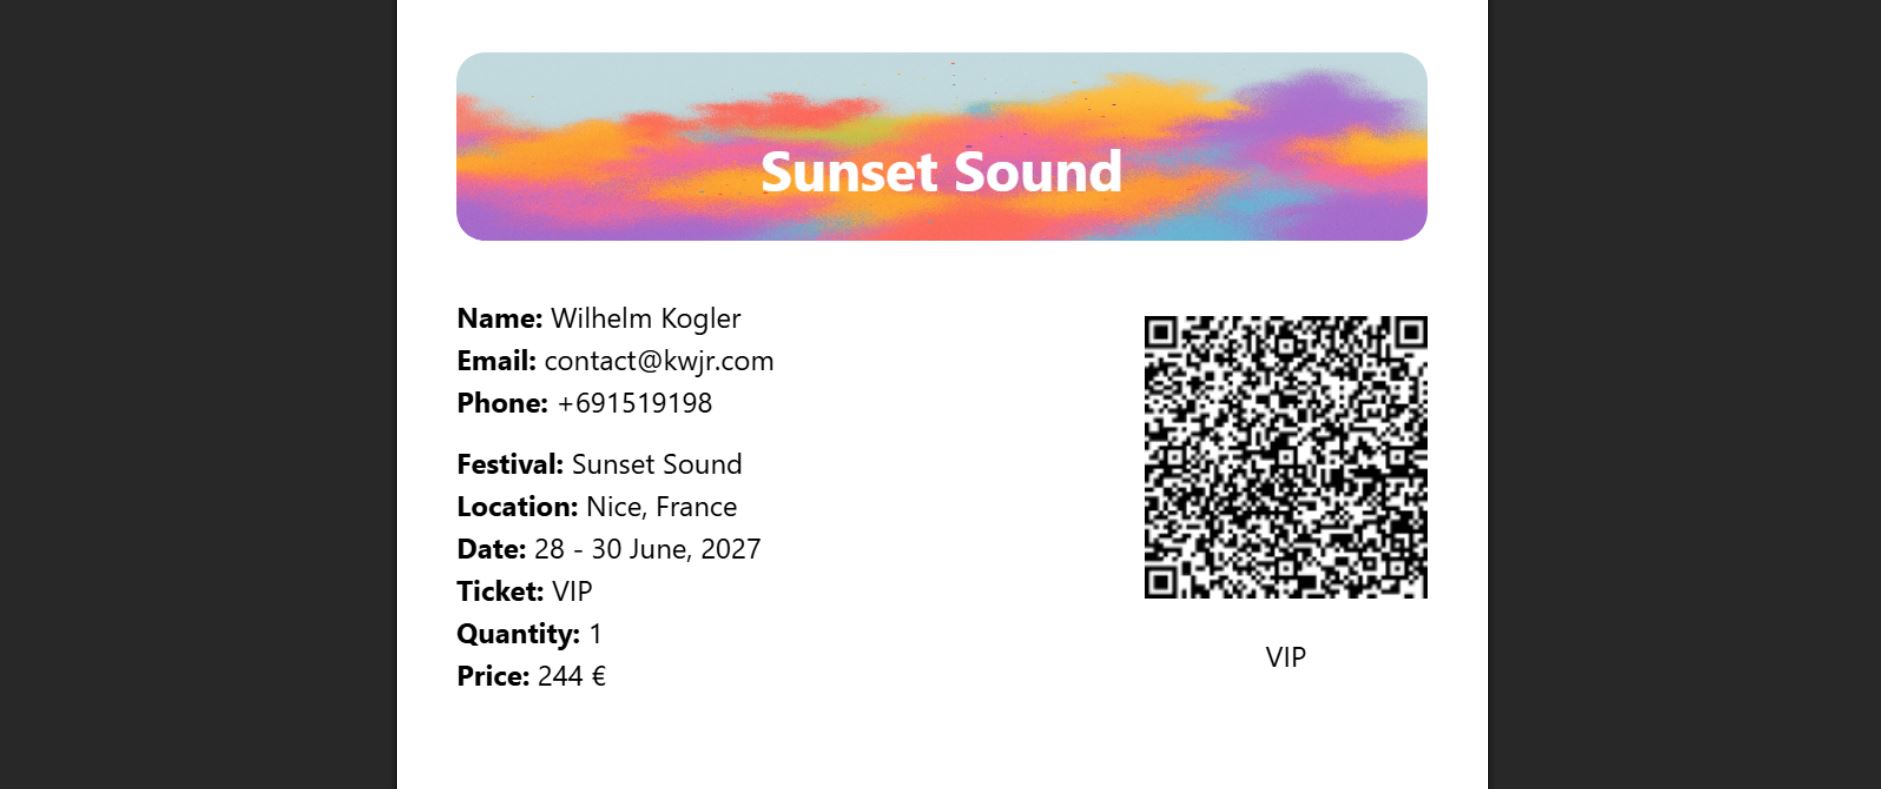 Sunset Sound
Name: Wilhelm Kogler
Email: contact@kwjr.com
Phone: +691519198
Festival: Sunset Sound
Location: Nice, France
Date: 28 - 30 June, 2027
Ticket: VIP
Quantity: 1
Price: 244 €
VIP